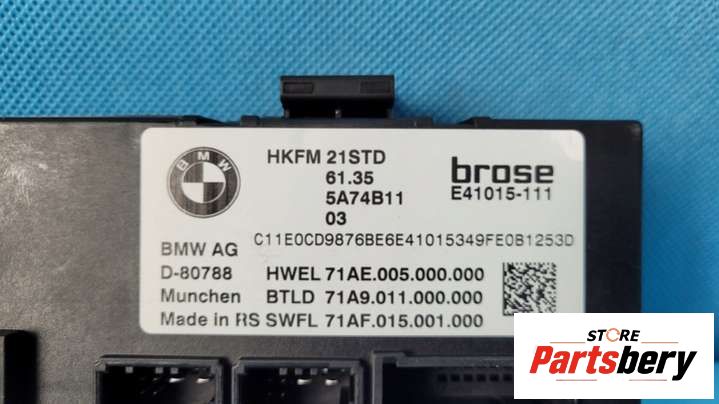 BMW
HKFM 21STD
61.35
5A74B11
03
brose
E41015-111
C11E0CD9876BE6E41015349FE0B1253D
BMW AG
D-80788
Munchen
Made in RS
HWEL 71AE.005.000.000
BTLD 71A9.011.000.000
SWFL 71AF.015.001.000
STORE
Partsbery